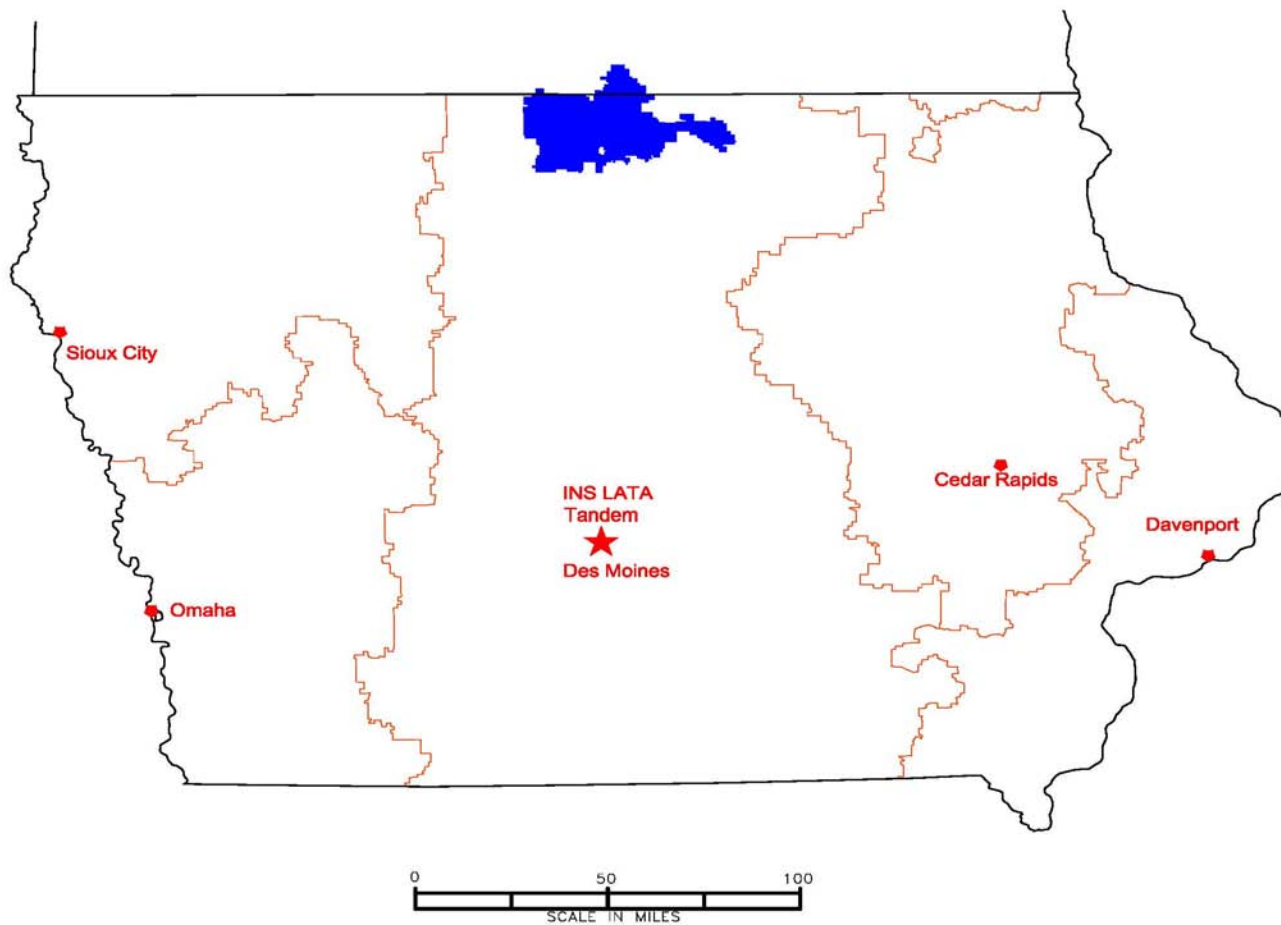 Sioux City
INS LATA
Tandem
Des Moines
Cedar Rapids
Davenport
Omaha
0 50 100
SCALE IN MILES